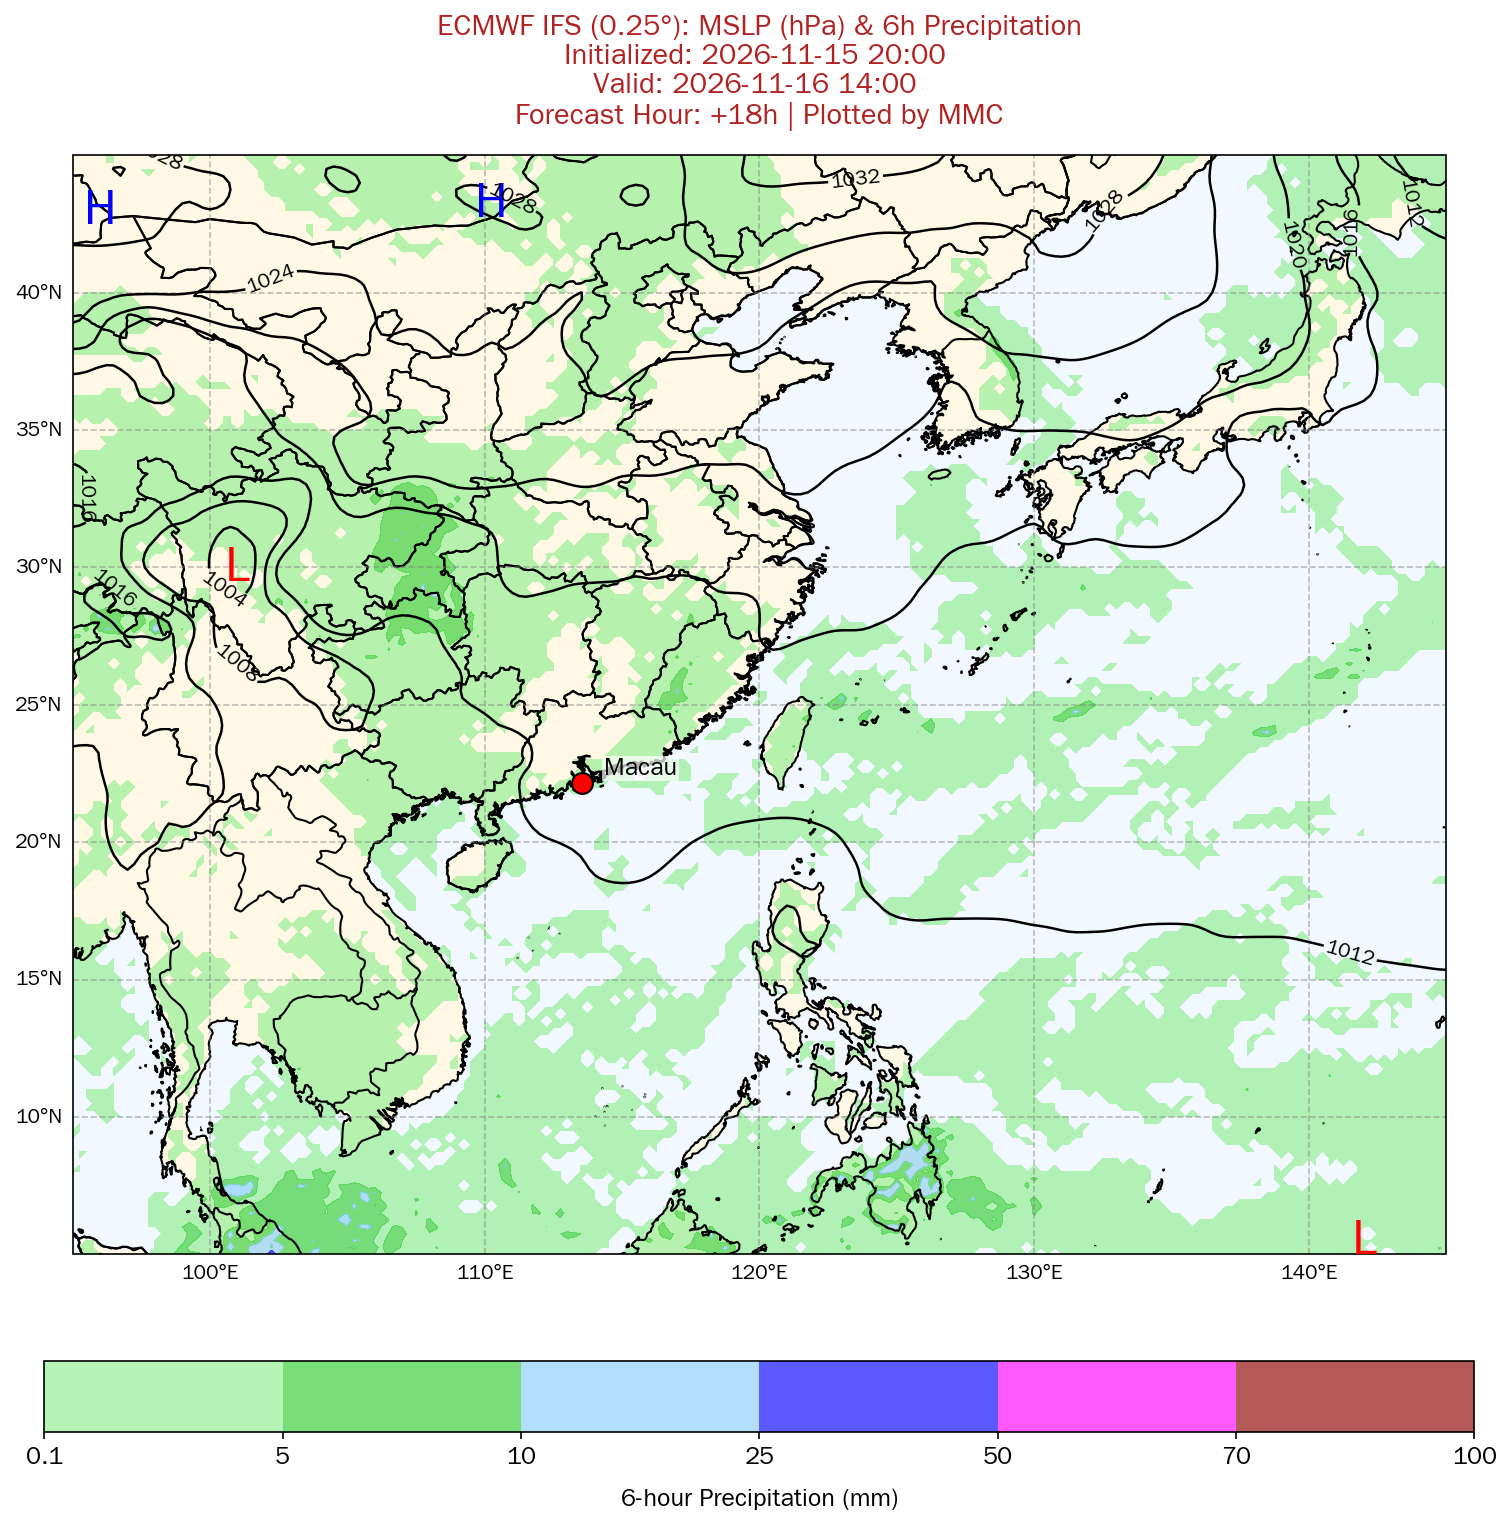 ECMWF IFS (0.25°): MSLP (hPa) & 6h Precipitation
Initialized: 2026-11-15 20:00
Valid: 2026-11-16 14:00
Forecast Hour: +18h | Plotted by MMC
1028
H
H
1028
1032
1028
1012
1016
1020
1024
40°N
35°N
1016
30°N
L
1004
1016
1008
25°N
Macau
20°N
1012
15°N
10°N
L
100°E
110°E
120°E
130°E
140°E
0.1
5
10
25
50
70
100
6-hour Precipitation (mm)